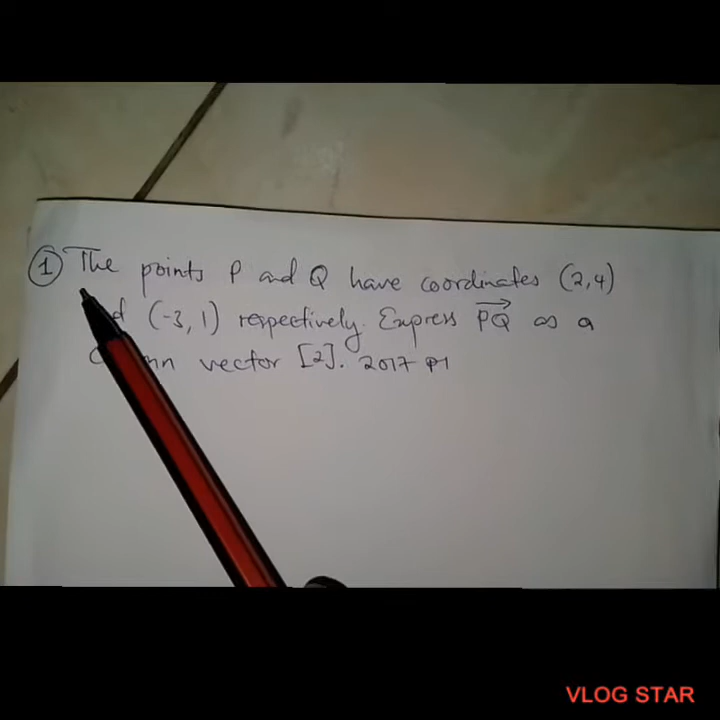 ① The points P and Q have coordinates (2,4)
(-3, 1) respectively. Express PQ as a
vector [2]. 2017 P1
VLOG STAR